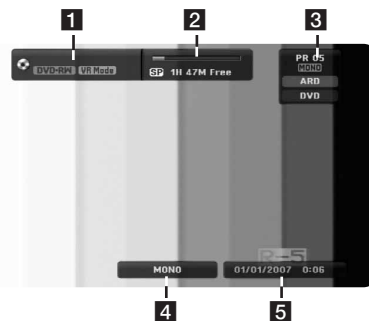 1 2 3
DVD-RW VR Mode
SP 1H 47M Free
PR 05
MONO
ARD
DVD
R-5
MONO
01/01/2007 0:06
4 5